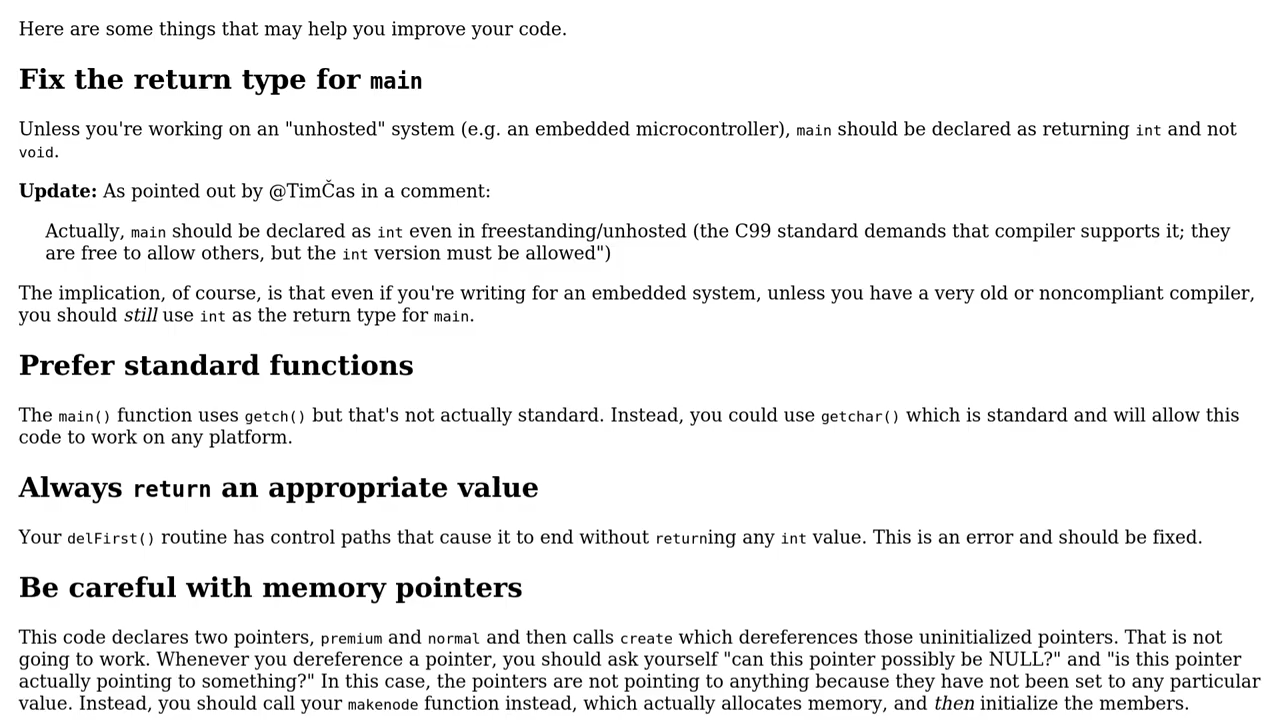 Here are some things that may help you improve your code.
Fix the return type for main
Unless you're working on an "unhosted" system (e.g. an embedded microcontroller), main should be declared as returning int and not
void.
Update: As pointed out by @TimČas in a comment:
Actually, main should be declared as int even in freestanding/unhosted (the C99 standard demands that compiler supports it; they
are free to allow others, but the int version must be allowed")
The implication, of course, is that even if you're writing for an embedded system, unless you have a very old or noncompliant compiler,
you should still use int as the return type for main.
Prefer standard functions
The main() function uses getch() but that's not actually standard. Instead, you could use getchar() which is standard and will allow this
code to work on any platform.
Always return an appropriate value
Your delFirst() routine has control paths that cause it to end without returning any int value. This is an error and should be fixed.
Be careful with memory pointers
This code declares two pointers, premium and normal and then calls create which dereferences those uninitialized pointers. That is not
going to work. Whenever you dereference a pointer, you should ask yourself "can this pointer possibly be NULL?" and "is this pointer
actually pointing to something?" In this case, the pointers are not pointing to anything because they have not been set to any particular
value. Instead, you should call your makenode function instead, which actually allocates memory, and then initialize the members.